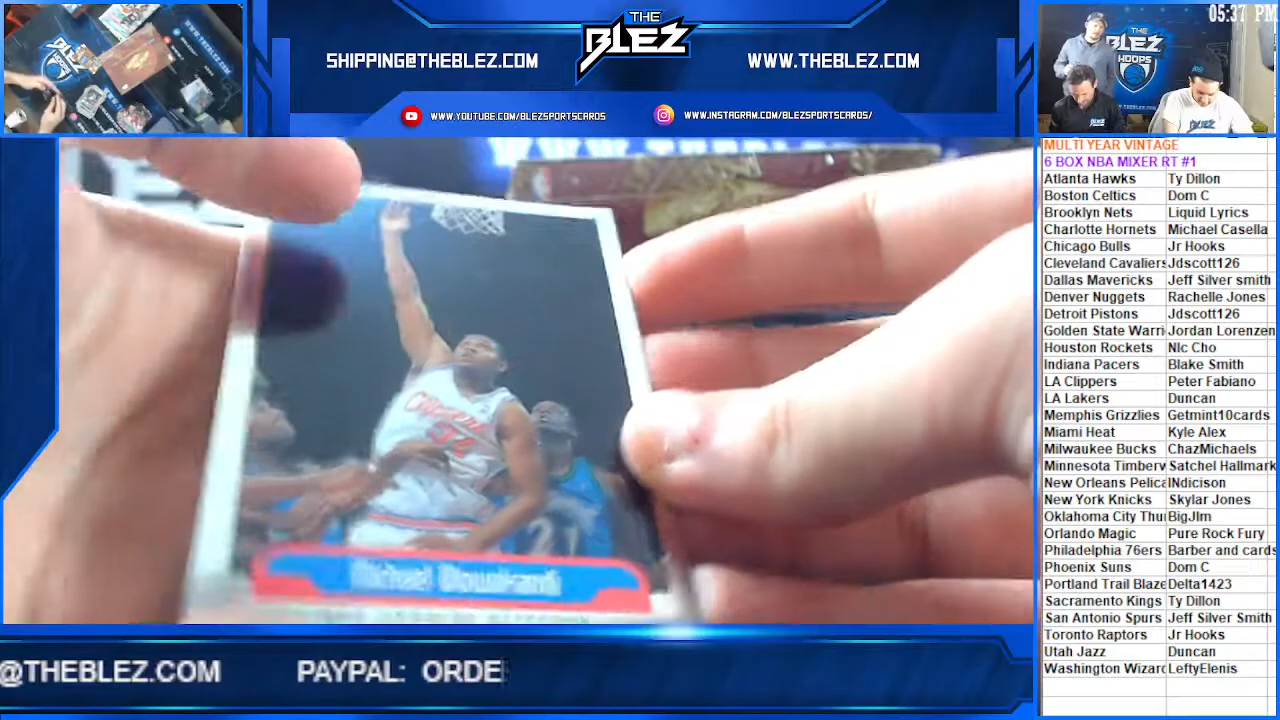 05:37 PM
THE
BLEZ
SHIPPING@THEBLEZ.COM
WWW.THEBLEZ.COM
WWW.YOUTUBE.COM/BLEZSPORTSCARDS
WWW.INSTAGRAM.COM/BLEZSPORTSCARDS/
THE
BLEZ
HOOPS
MULTI YEAR VINTAGE
6 BOX NBA MIXER RT #1
Atlanta Hawks Ty Dillon
Boston Celtics Dom C
Brooklyn Nets Liquid Lyrics
Charlotte Hornets Michael Casella
Chicago Bulls Jr Hooks
Cleveland Cavaliers Jdscott126
Dallas Mavericks Jeff Silver smith
Denver Nuggets Rachelle Jones
Detroit Pistons Jdscott126
Golden State Warri Jordan Lorenzen
Houston Rockets NIc Cho
Indiana Pacers Blake Smith
LA Clippers Peter Fabiano
LA Lakers Duncan
Memphis Grizzlies Getmint10cards
Miami Heat Kyle Alex
Milwaukee Bucks ChazMichaels
Minnesota Timberw Satchel Hallmark
New Orleans Pelica INdicison
New York Knicks Skylar Jones
Oklahoma City Thu BigJIm
Orlando Magic Pure Rock Fury
Philadelphia 76ers Barber and cards
Phoenix Suns Dom C
Portland Trail Blaze Delta1423
Sacramento Kings Ty Dillon
San Antonio Spurs Jeff Silver Smith
Toronto Raptors Jr Hooks
Utah Jazz Duncan
Washington Wizard LeftyElenis
Michael Olowokandi
@THEBLEZ.COM PAYPAL: ORDE